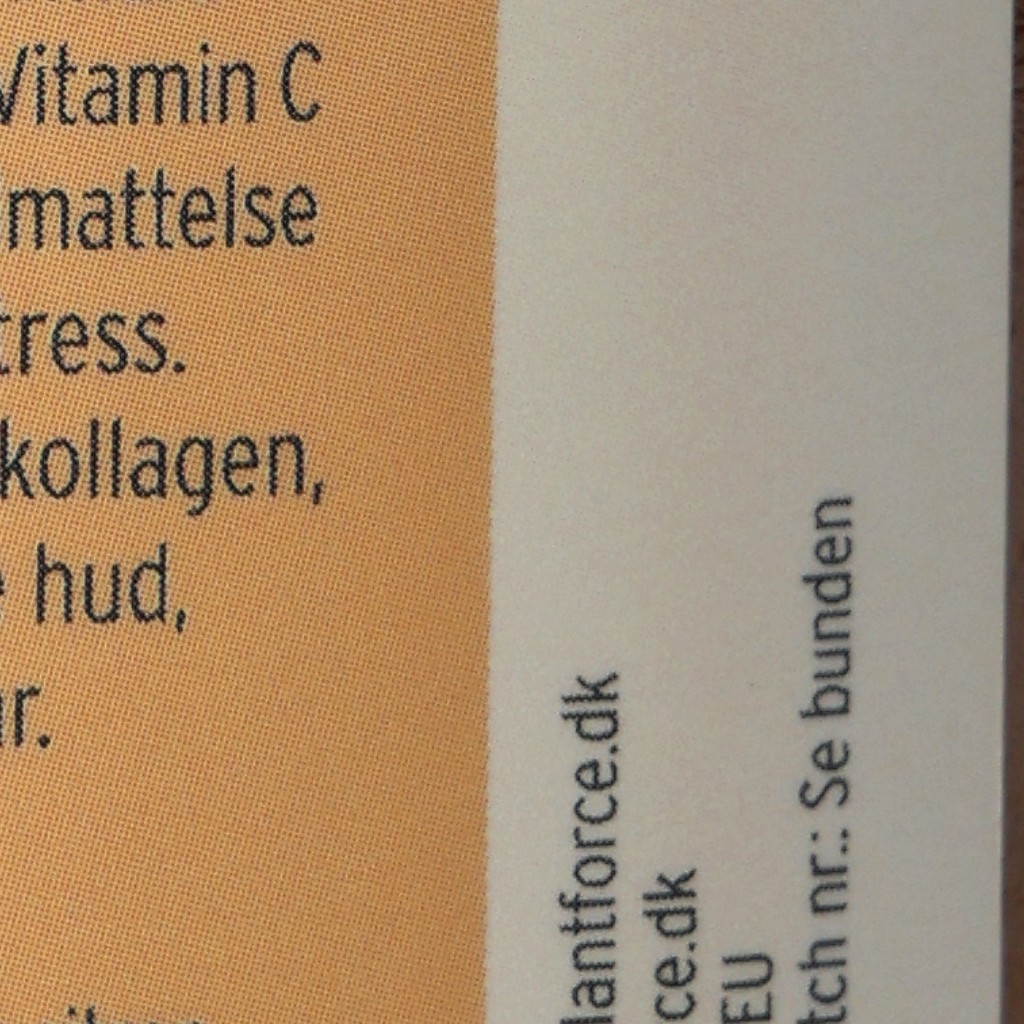 Vitamin C
mattelse
tress.
kollagen,
e hud,
r.
lantforce.dk
ce.dk
EU
tch nr.: Se bunden